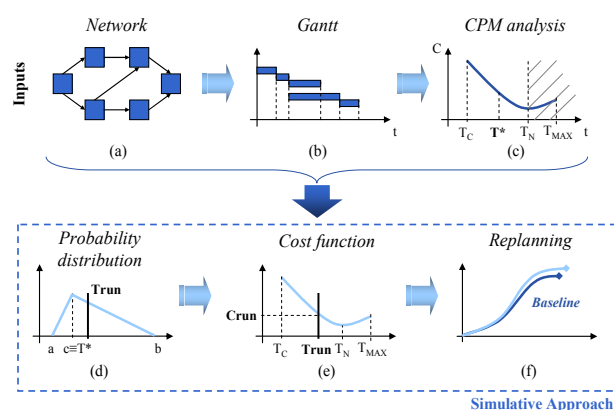 Network
Gantt
CPM analysis
Inputs
C
t
T_C
T*
T_N
T_MAX
t
(a)
(b)
(c)
Probability
distribution
Cost function
Replanning
Trun
Crun
Baseline
a
c≡T*
b
T_C
Trun
T_N
T_MAX
(d)
(e)
(f)
Simulative Approach